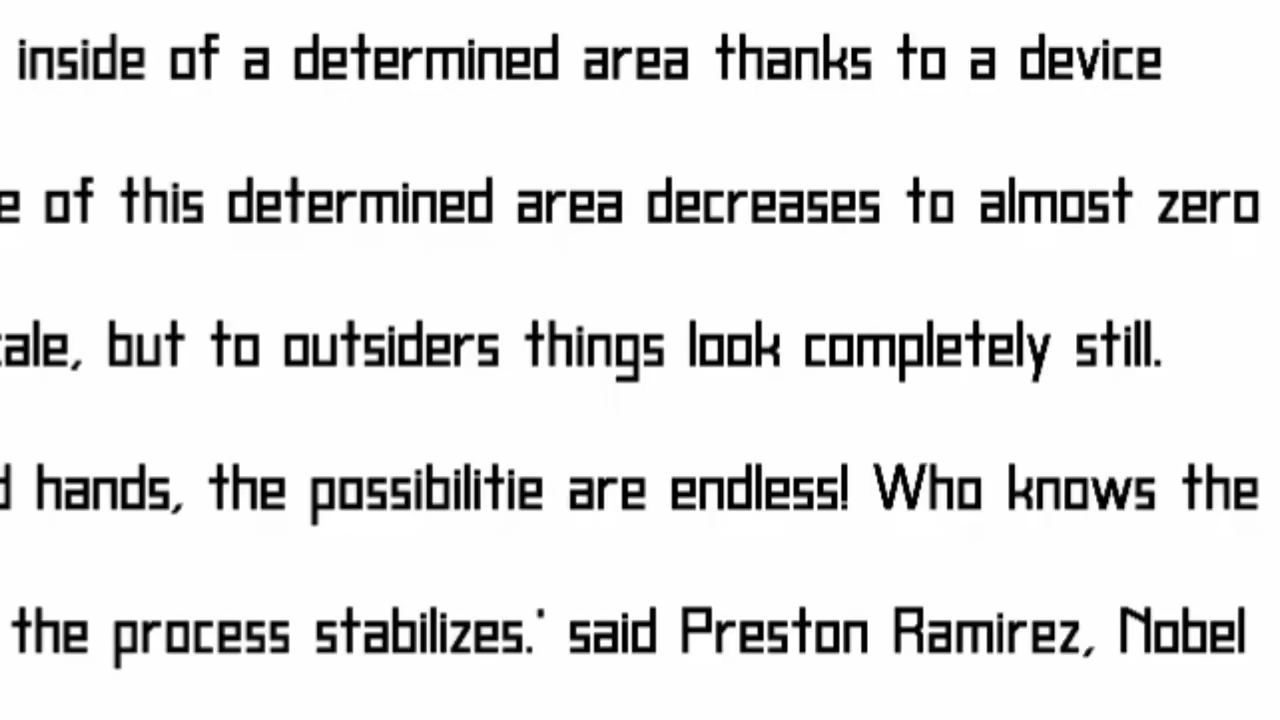 inside of a determined area thanks to a device
e of this determined area decreases to almost zero
cale, but to outsiders things look completely still.
d hands, the possibilitie are endless! Who knows the
the process stabilizes.' said Preston Ramirez, Nobel